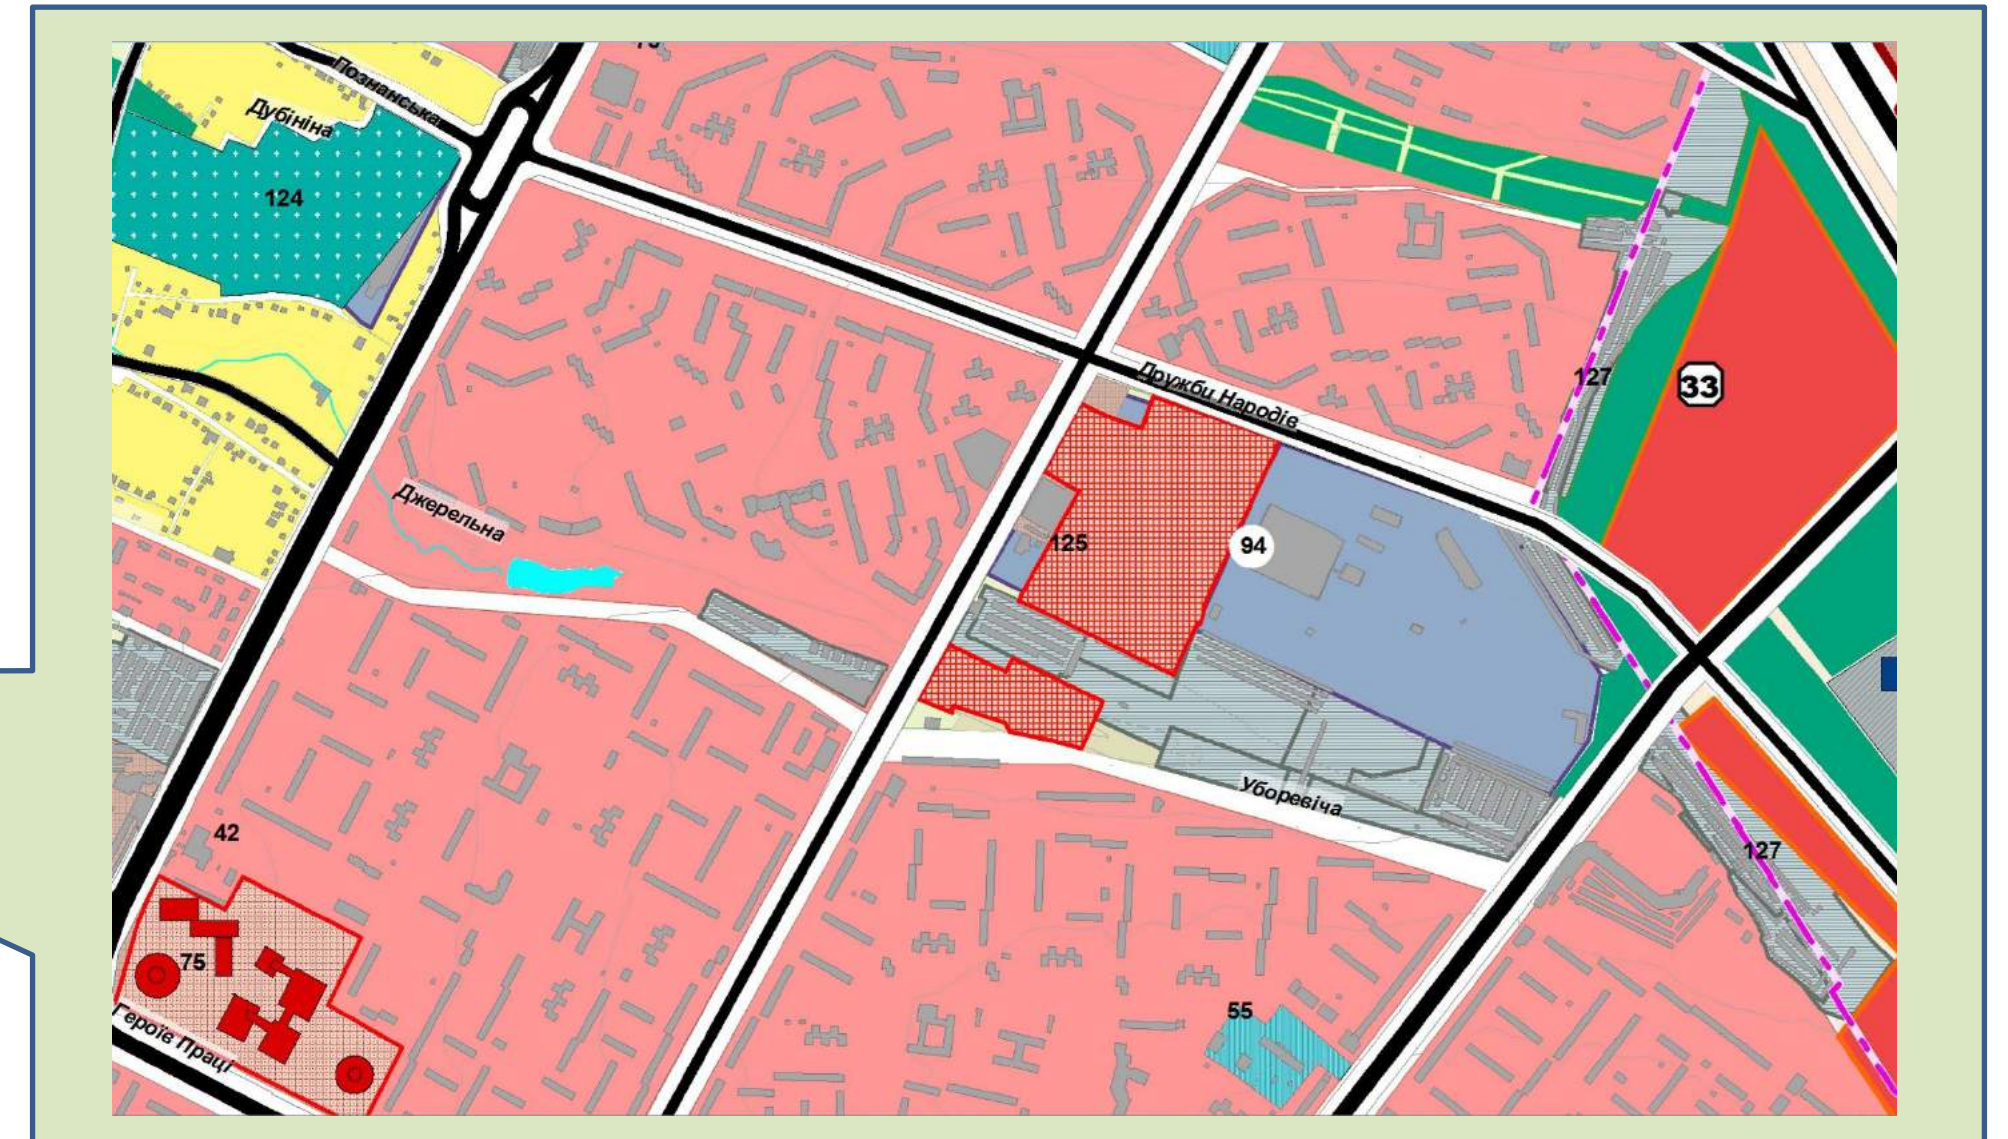 Познанська
Дубініна
124
127
33
Дружби Народів
Джерельна
125
94
Уборевіча
42
127
75
55
Героїв Праці